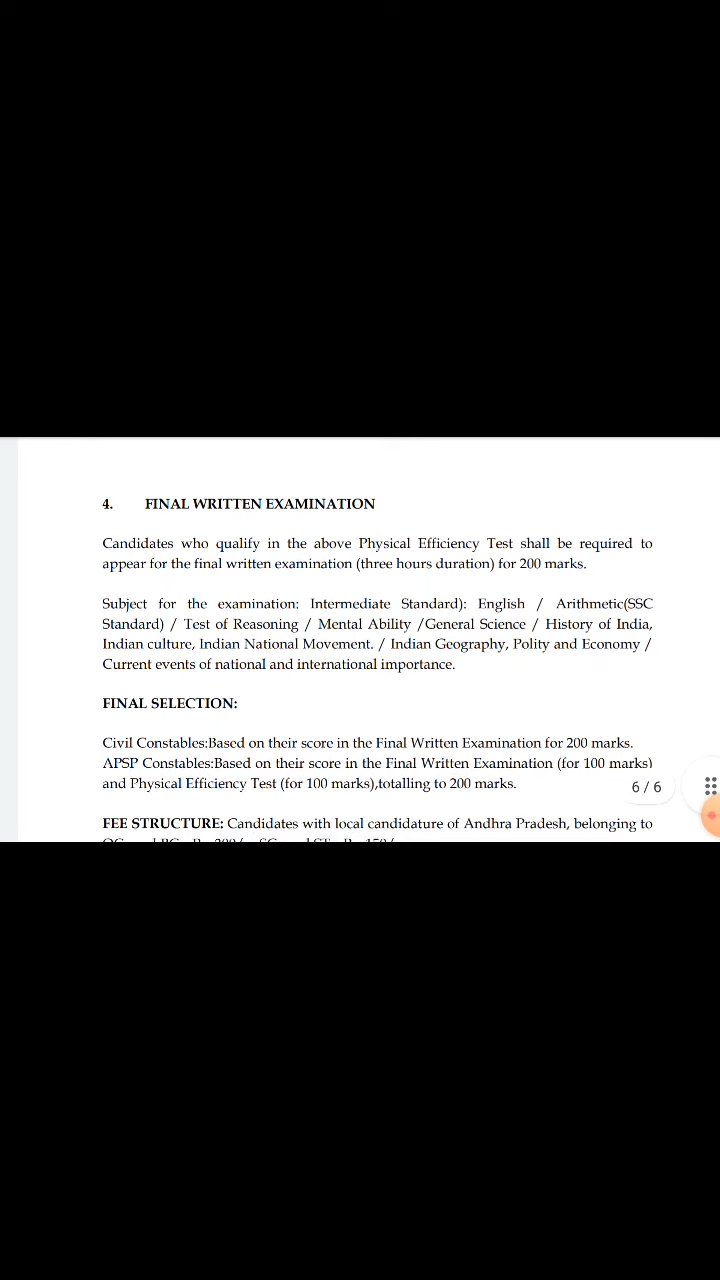 4. FINAL WRITTEN EXAMINATION
Candidates who qualify in the above Physical Efficiency Test shall be required to
appear for the final written examination (three hours duration) for 200 marks.
Subject for the examination: Intermediate Standard): English / Arithmetic(SSC
Standard) / Test of Reasoning / Mental Ability /General Science / History of India,
Indian culture, Indian National Movement. / Indian Geography, Polity and Economy /
Current events of national and international importance.
FINAL SELECTION:
Civil Constables:Based on their score in the Final Written Examination for 200 marks.
APSP Constables:Based on their score in the Final Written Examination (for 100 marks)
and Physical Efficiency Test (for 100 marks),totalling to 200 marks.
6 / 6
FEE STRUCTURE: Candidates with local candidature of Andhra Pradesh, belonging to